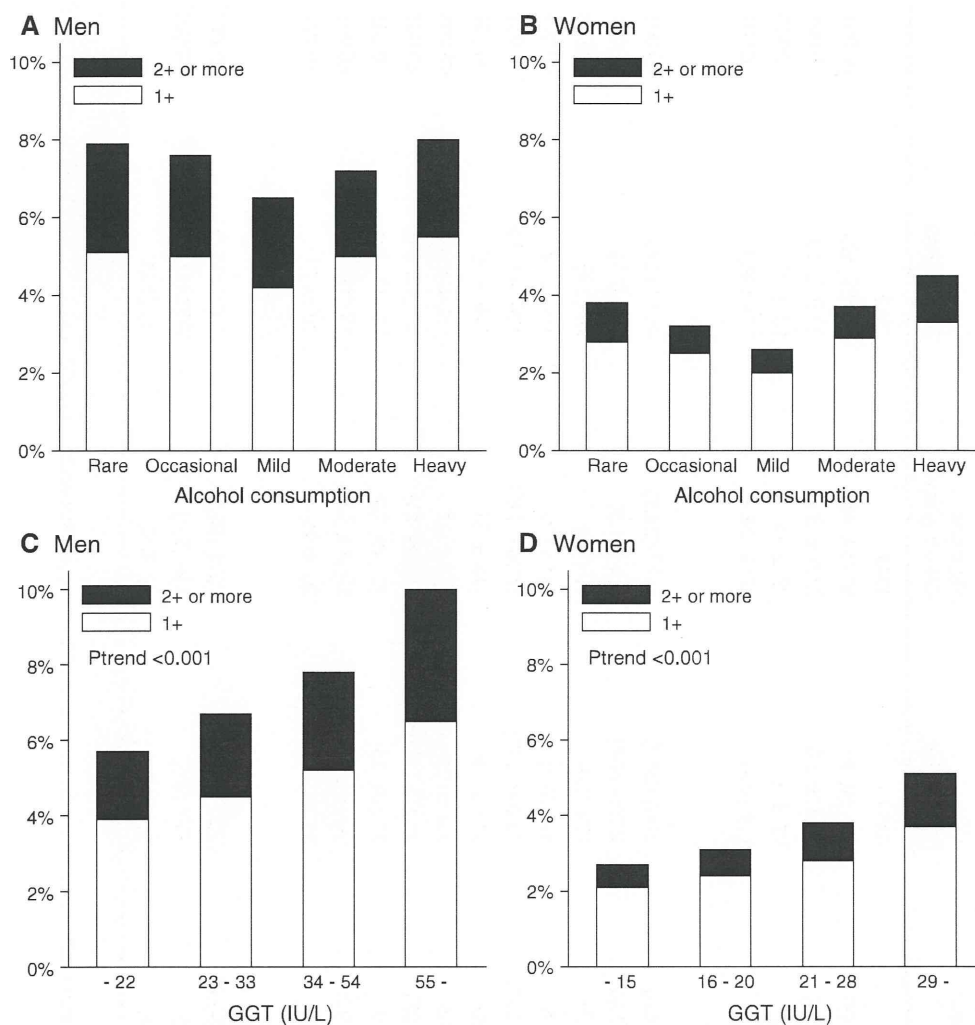 A Men
10%
8%
6%
4%
2%
0%
2+ or more
1+
Rare Occasional Mild Moderate Heavy
Alcohol consumption
B Women
10%
8%
6%
4%
2%
0%
2+ or more
1+
Rare Occasional Mild Moderate Heavy
Alcohol consumption
C Men
10%
8%
6%
4%
2%
0%
2+ or more
1+
Ptrend <0.001
- 22 23 - 33 34 - 54 55 -
GGT (IU/L)
D Women
10%
8%
6%
4%
2%
0%
2+ or more
1+
Ptrend <0.001
- 15 16 - 20 21 - 28 29 -
GGT (IU/L)